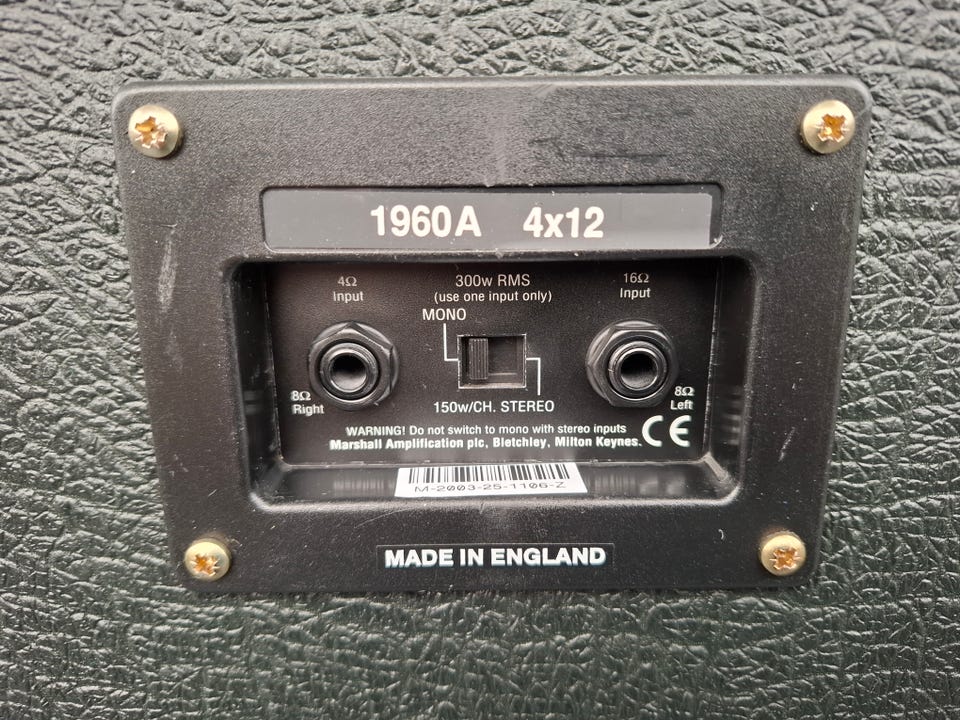 1960A 4x12
4Ω
Input
300w RMS
(use one input only)
16Ω
Input
MONO
8Ω
Right
8Ω
Left
150w/CH. STEREO
WARNING! Do not switch to mono with stereo inputs
Marshall Amplification plc, Bletchley, Milton Keynes.
CE
M-2003-25-1106-Z
MADE IN ENGLAND